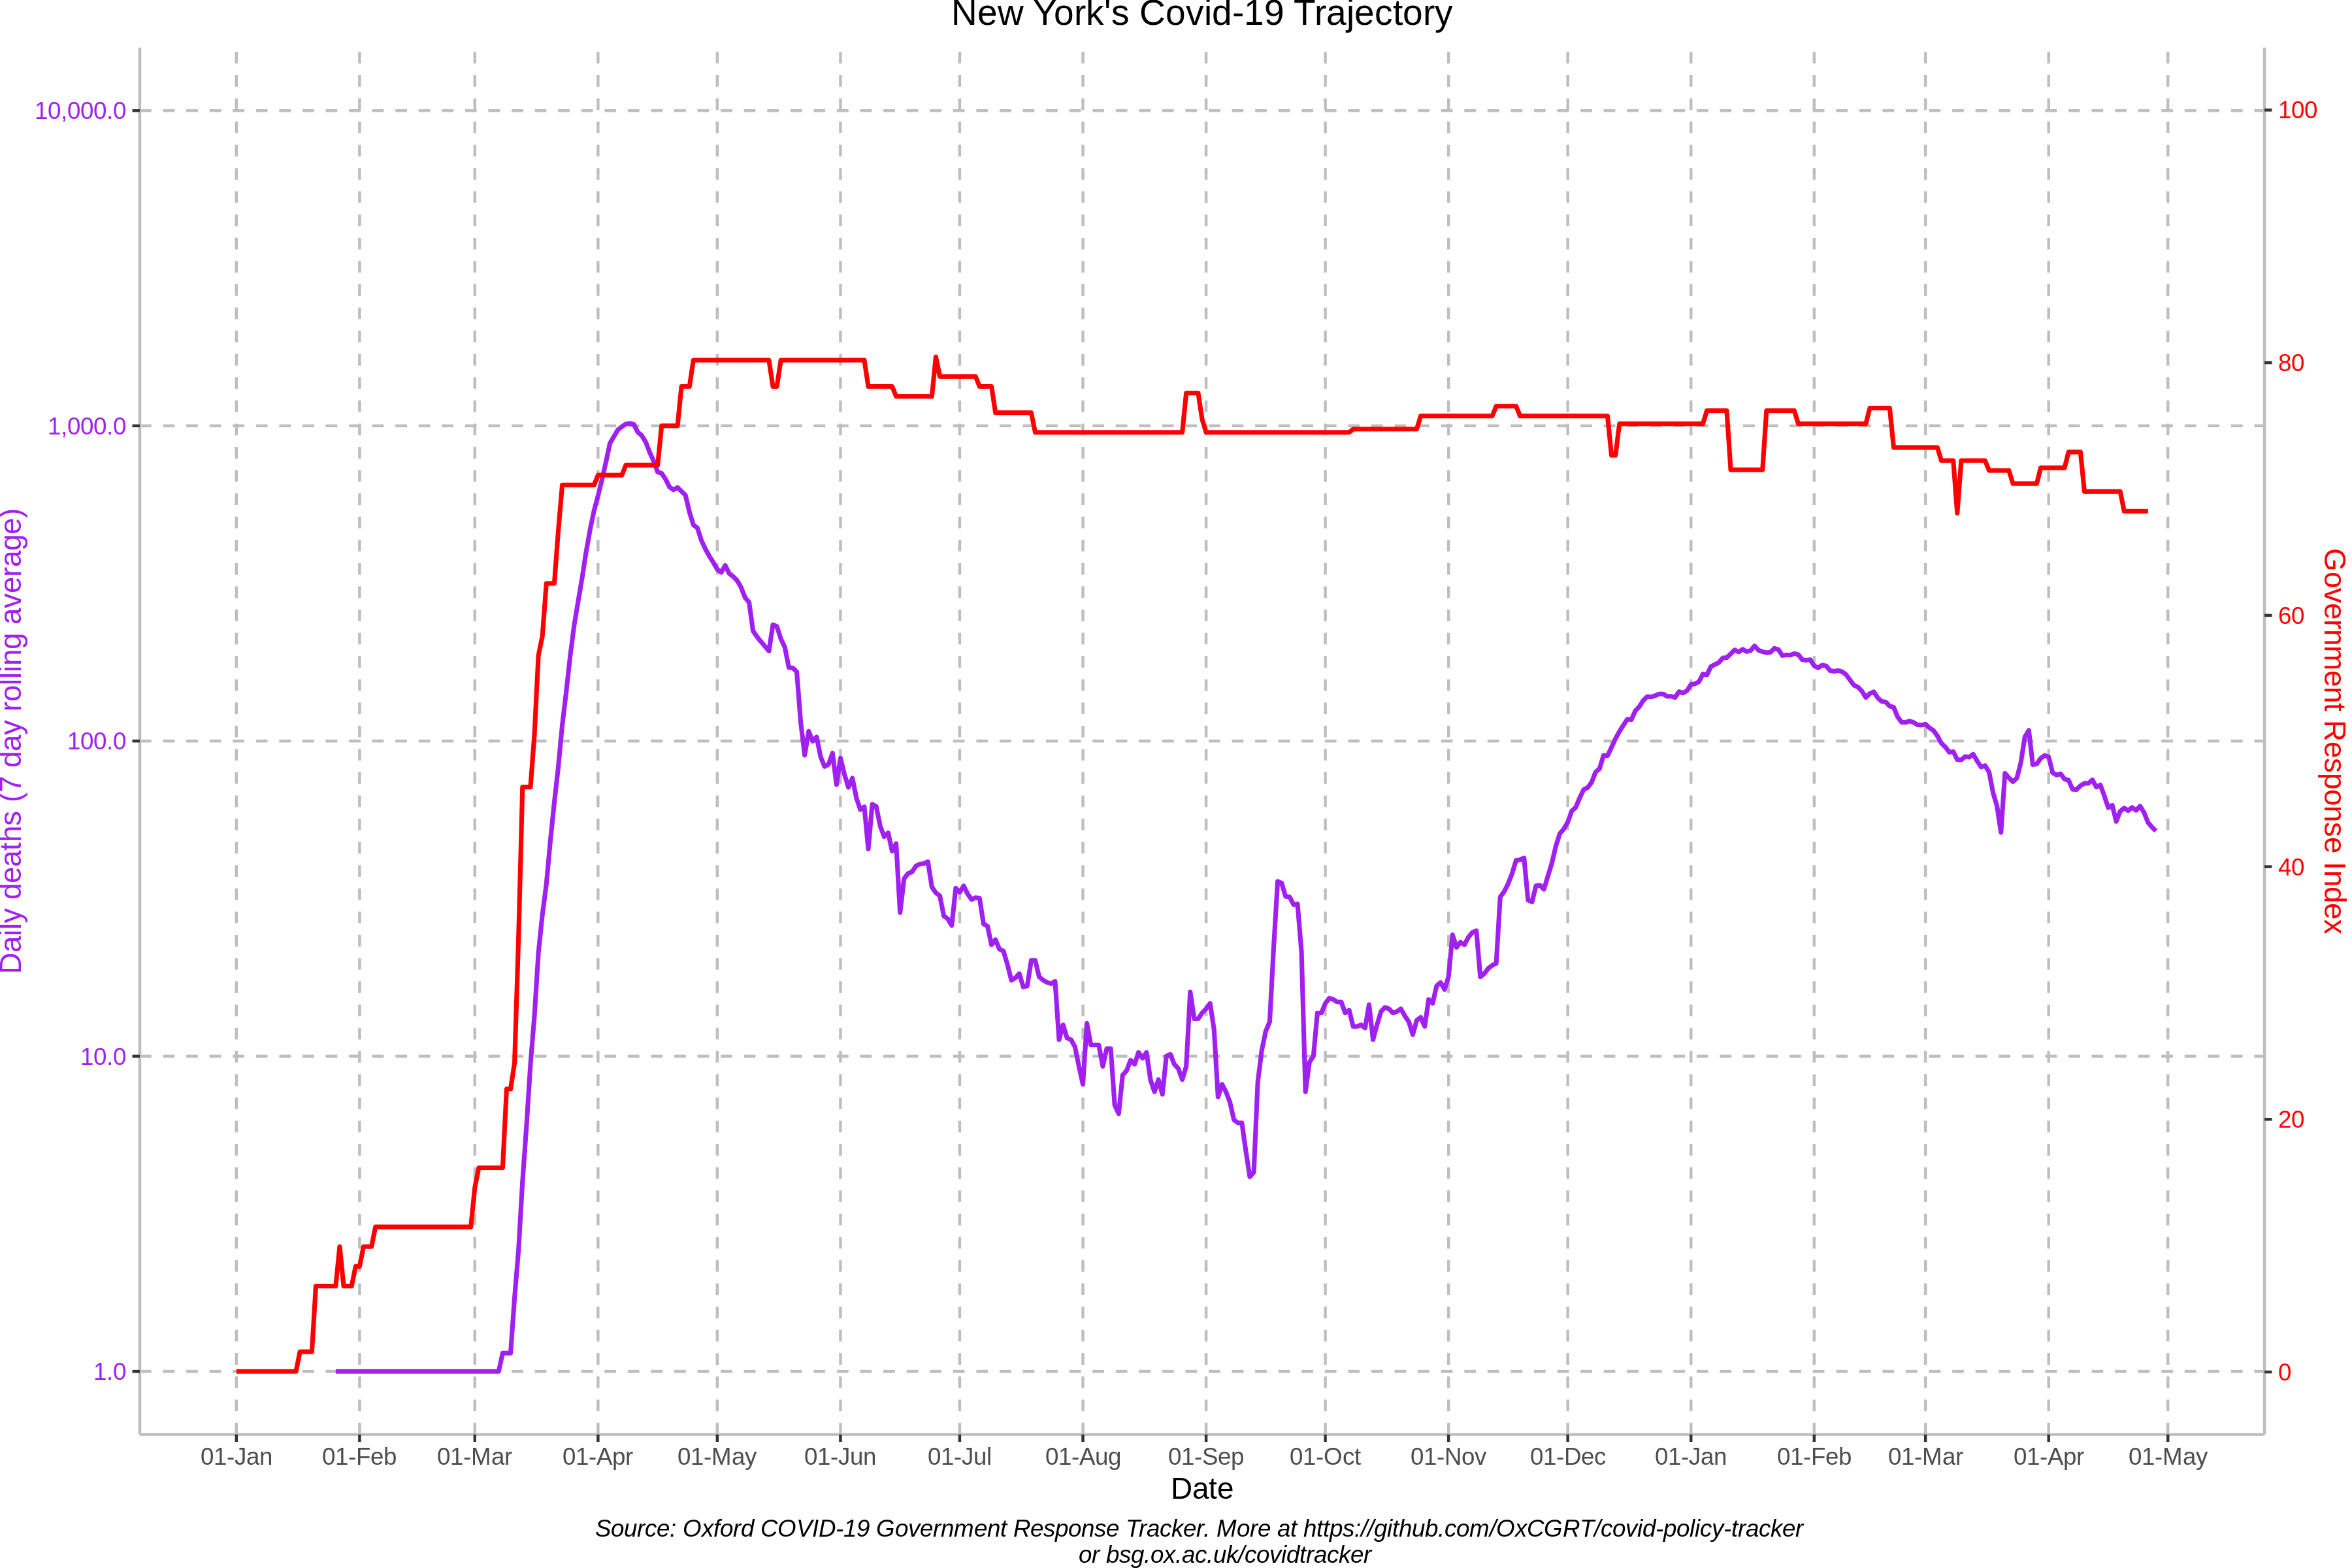 New York's Covid-19 Trajectory
10,000.0
1,000.0
100.0
10.0
1.0
Daily deaths (7 day rolling average)
100
80
60
40
20
0
Government Response Index
01-Jan 01-Feb 01-Mar 01-Apr 01-May 01-Jun 01-Jul 01-Aug 01-Sep 01-Oct 01-Nov 01-Dec 01-Jan 01-Feb 01-Mar 01-Apr 01-May
Date
Source: Oxford COVID-19 Government Response Tracker. More at https://github.com/OxCGRT/covid-policy-tracker
or bsg.ox.ac.uk/covidtracker